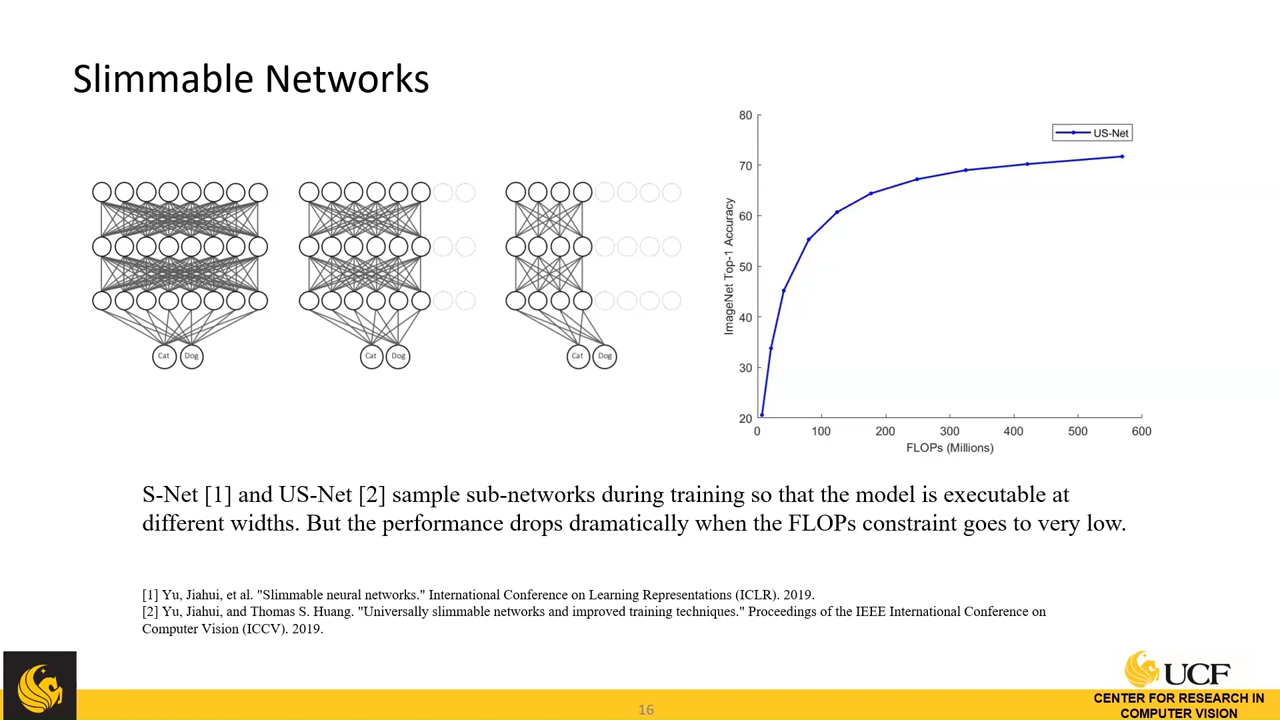 Slimmable Networks
Cat
Dog
Cat
Dog
Cat
Dog
80
70
60
50
40
30
20
ImageNet Top-1 Accuracy
US-Net
0
100
200
300
400
500
600
FLOPs (Millions)
S-Net [1] and US-Net [2] sample sub-networks during training so that the model is executable at
different widths. But the performance drops dramatically when the FLOPs constraint goes to very low.
[1] Yu, Jiahui, et al. "Slimmable neural networks." International Conference on Learning Representations (ICLR). 2019.
[2] Yu, Jiahui, and Thomas S. Huang. "Universally slimmable networks and improved training techniques." Proceedings of the IEEE International Conference on
Computer Vision (ICCV). 2019.
UCF
CENTER FOR RESEARCH IN
COMPUTER VISION
16